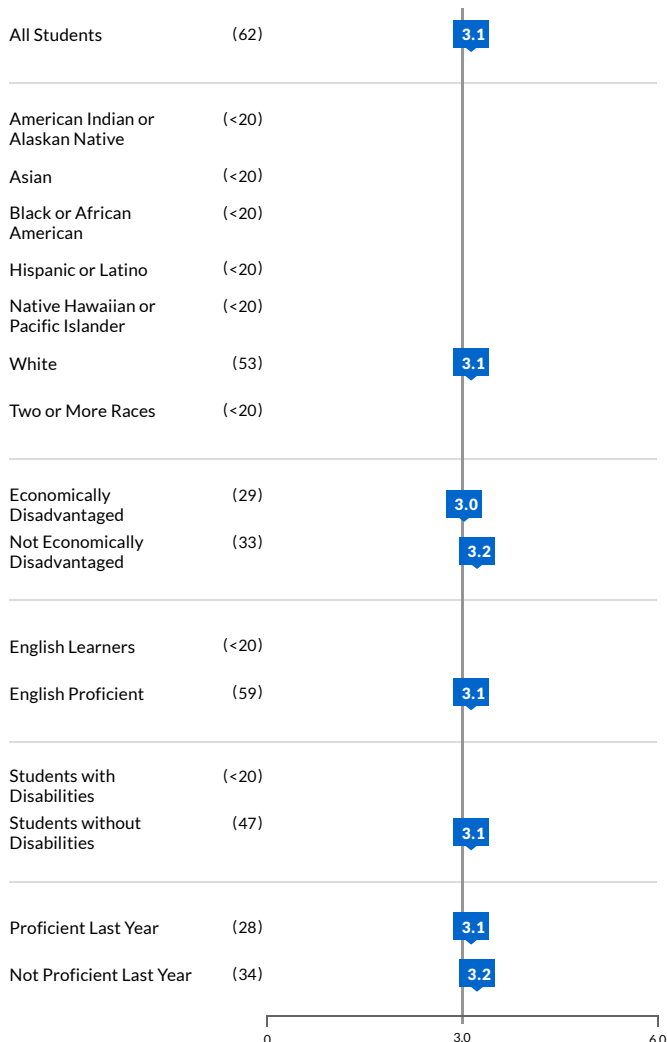 All Students (62) 3.1
American Indian or
Alaskan Native (<20)
Asian (<20)
Black or African
American (<20)
Hispanic or Latino (<20)
Native Hawaiian or
Pacific Islander (<20)
White (53) 3.1
Two or More Races (<20)
Economically
Disadvantaged (29) 3.0
Not Economically
Disadvantaged (33) 3.2
English Learners (<20)
English Proficient (59) 3.1
Students with
Disabilities (<20)
Students without
Disabilities (47) 3.1
Proficient Last Year (28) 3.1
Not Proficient Last Year (34) 3.2
0 3.0 6.0